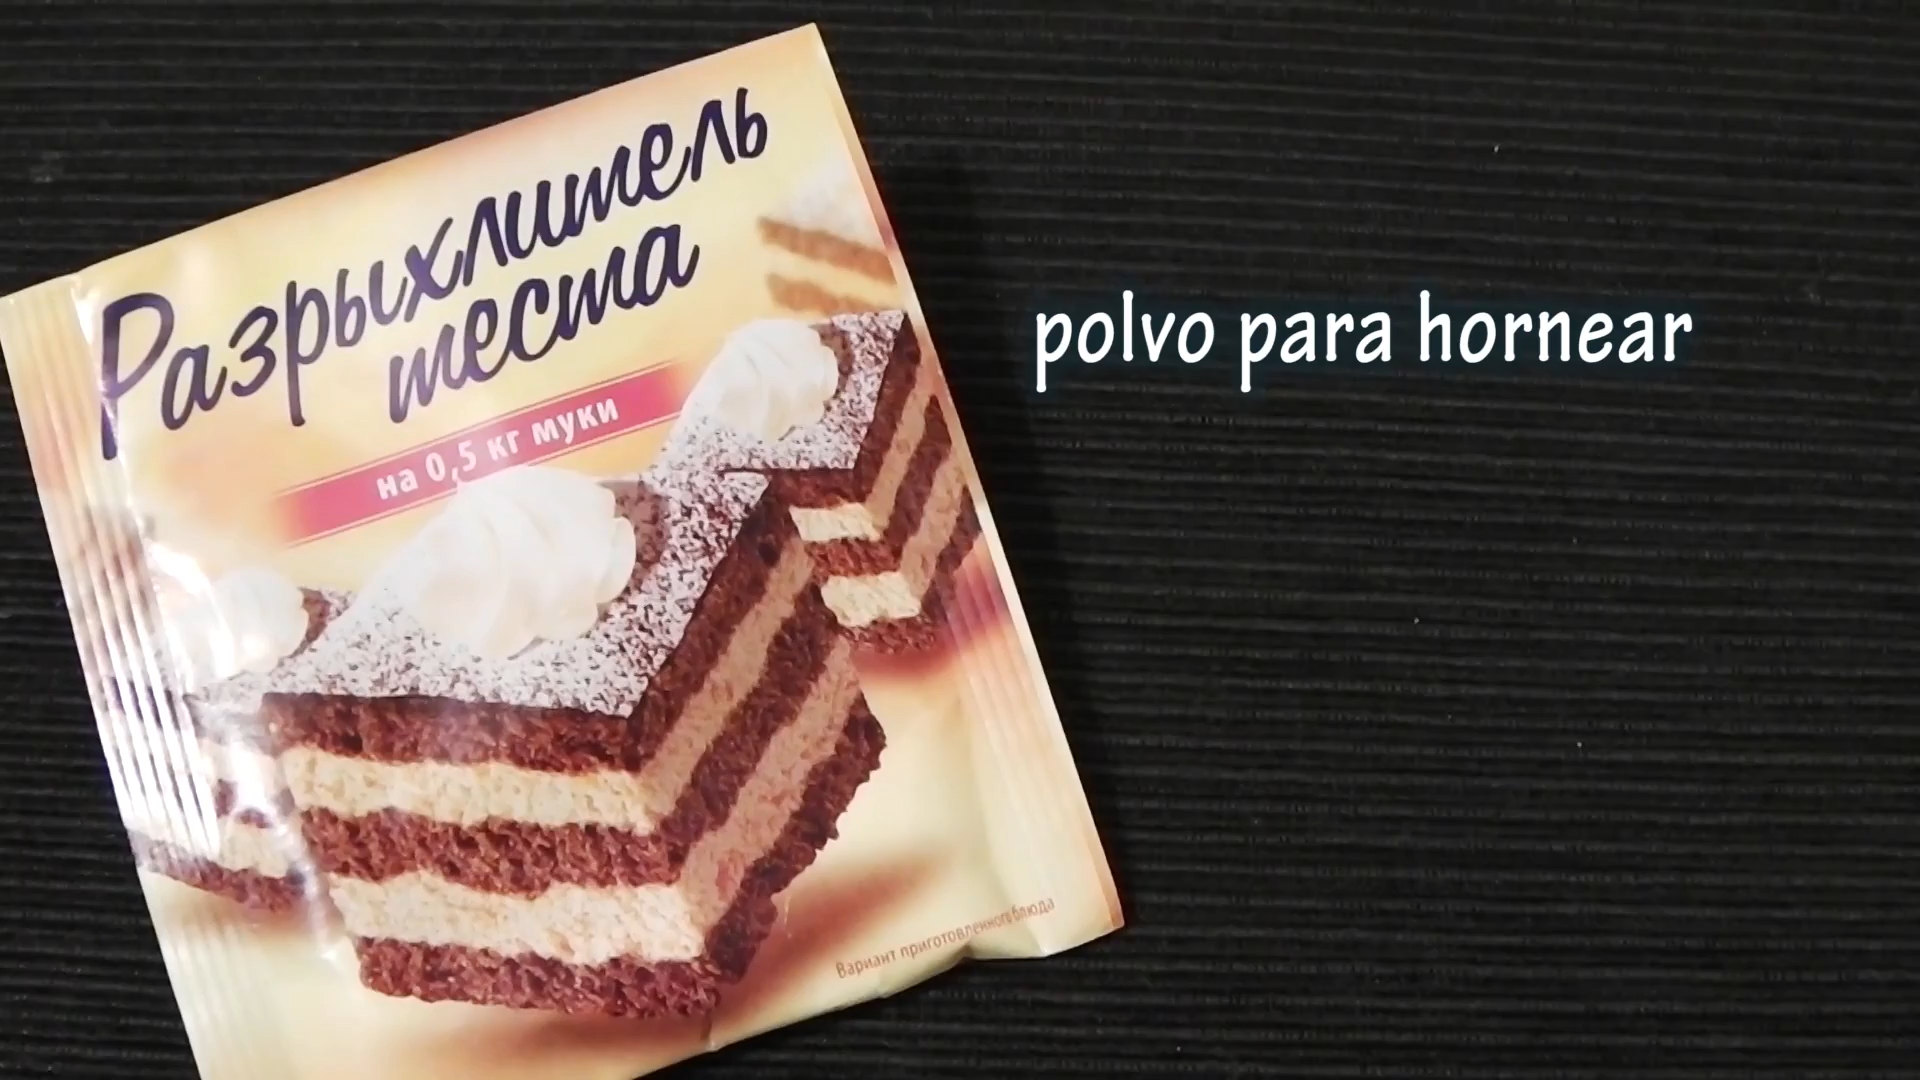 Разрыхлитель
теста
на 0,5 кг муки
Вариант приготовленного блюда
polvo para hornear